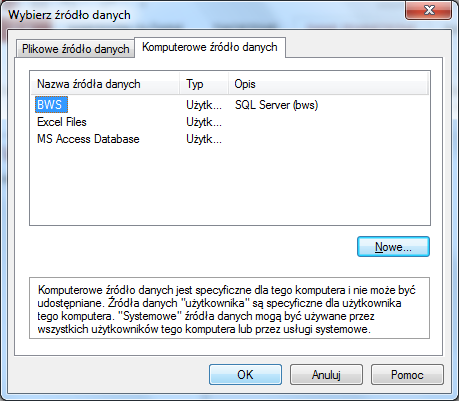 Wybierz źródło danych
Plikowe źródło danych Komputerowe źródło danych
Nazwa źródła danych Typ Opis
BWS Użytk... SQL Server (bws)
Excel Files Użytk...
MS Access Database Użytk...
Nowe...
Komputerowe źródło danych jest specyficzne dla tego komputera i nie może być
udostępniane. Źródła danych "użytkownika" są specyficzne dla użytkownika
tego komputera. "Systemowe" źródła danych mogą być używane przez
wszystkich użytkowników tego komputera lub przez usługi systemowe.
OK Anuluj Pomoc